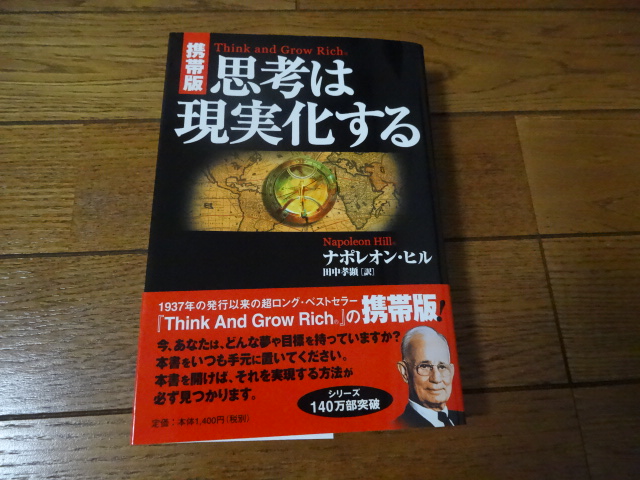 携帯版
Think and Grow Rich®
思考は
現実化する
Napoleon Hill®
ナポレオン・ヒル
田中孝顕［訳］
1937年の発行以来の超ロング・ベストセラー
『Think And Grow Rich®』の携帯版!
今、あなたは、どんな夢や目標を持っていますか?
本書をいつも手元に置いてください。
本書を開けば、それを実現する方法が
必ず見つかります。
シリーズ
140万部突破
定価：本体1,400円（税別）